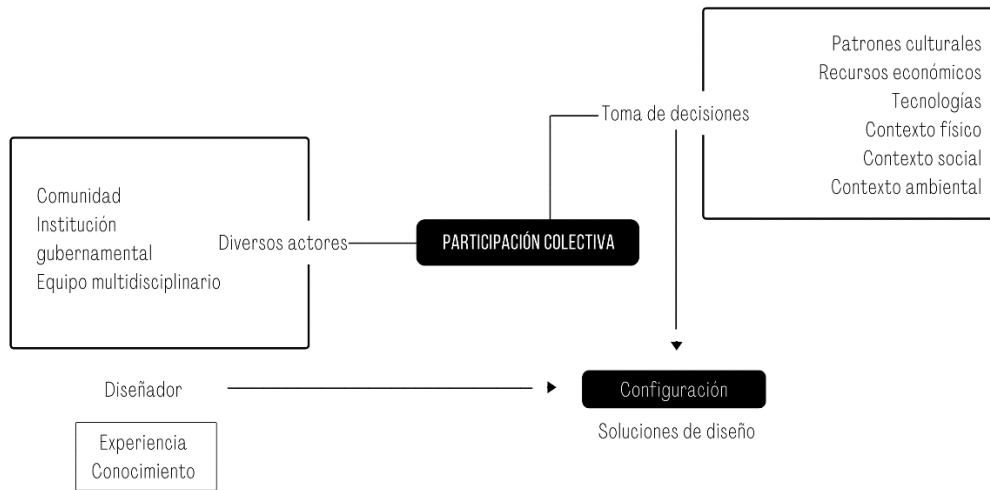 Patrones culturales
Recursos económicos
Tecnologías
Contexto físico
Contexto social
Contexto ambiental
Toma de decisiones
Comunidad
Institución
gubernamental
Equipo multidisciplinario
Diversos actores
PARTICIPACIÓN COLECTIVA
Diseñador
Experiencia
Conocimiento
Configuración
Soluciones de diseño